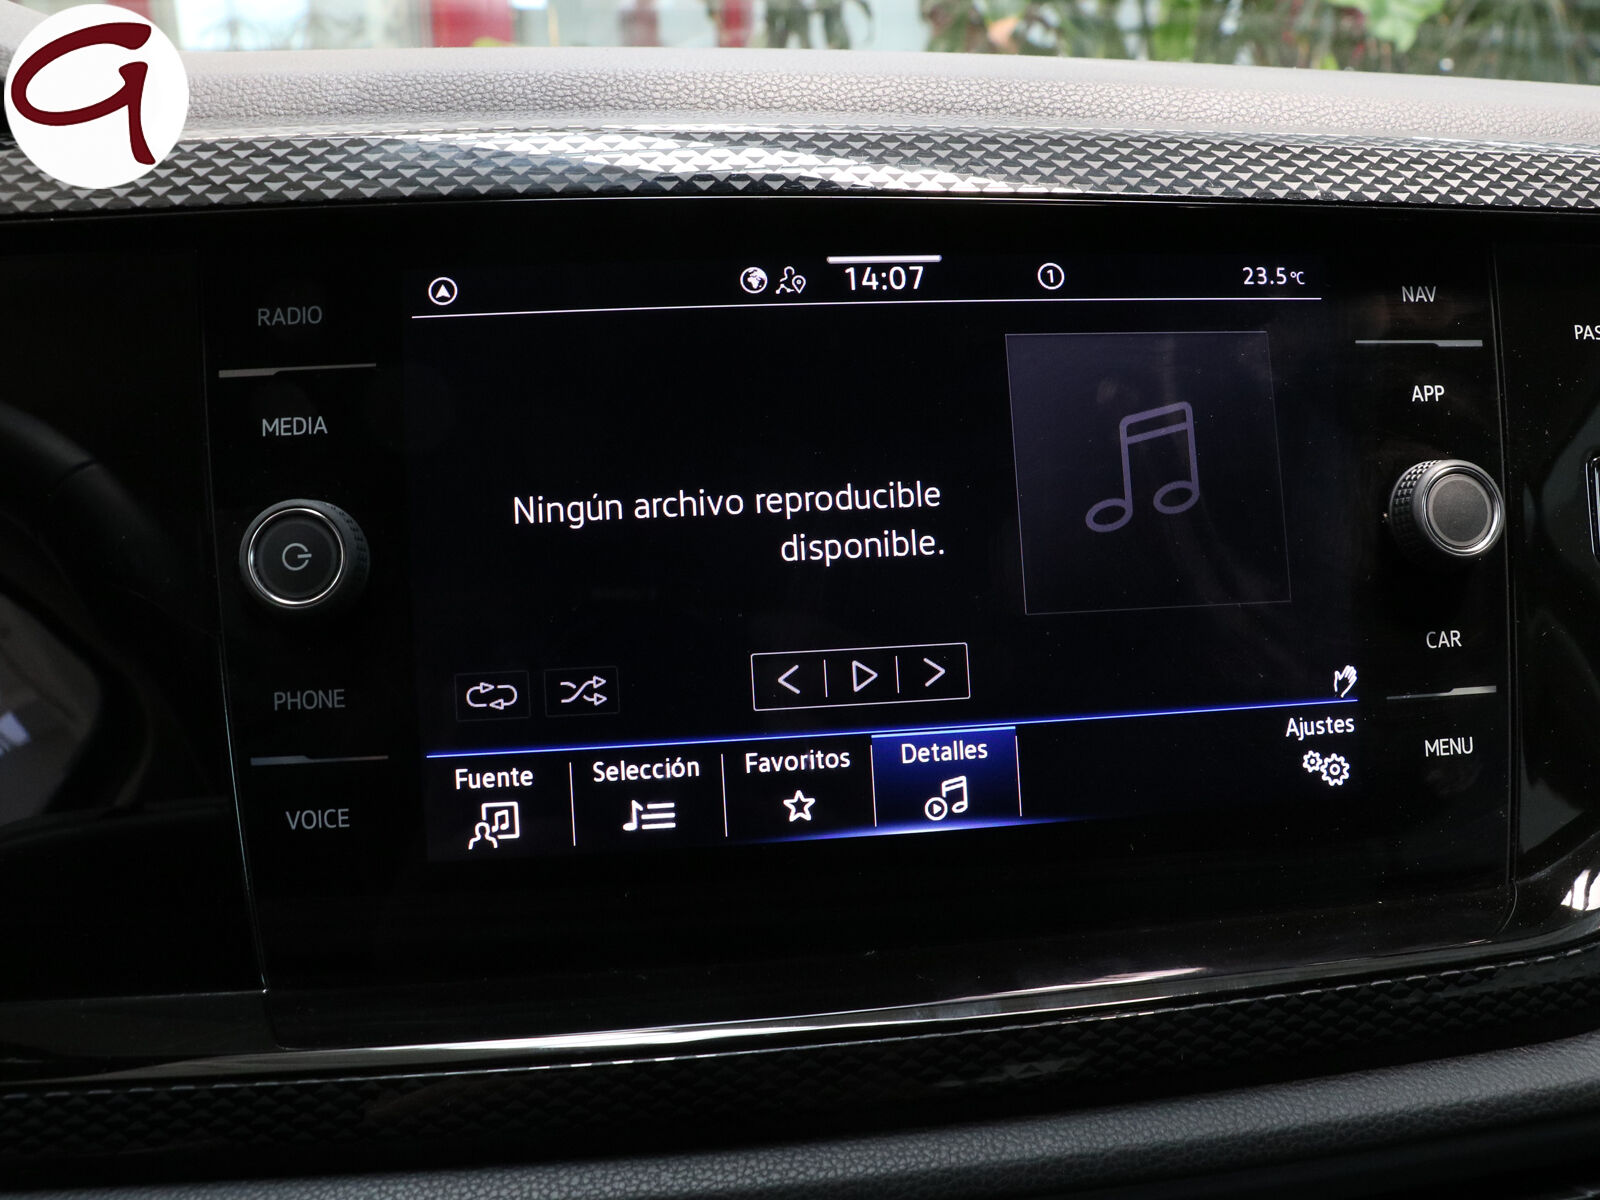 14:07
1
23.5°C
RADIO
MEDIA
PHONE
VOICE
Ningún archivo reproducible
disponible.
Fuente
Selección
Favoritos
Detalles
Ajustes
NAV
APP
CAR
MENU
PAS